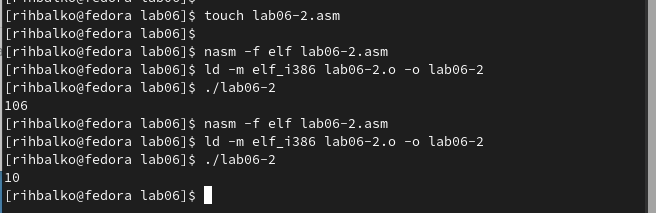 [rihbalko@fedora lab06]$ touch lab06-2.asm
[rihbalko@fedora lab06]$
[rihbalko@fedora lab06]$ nasm -f elf lab06-2.asm
[rihbalko@fedora lab06]$ ld -m elf_i386 lab06-2.o -o lab06-2
[rihbalko@fedora lab06]$ ./lab06-2
106
[rihbalko@fedora lab06]$ nasm -f elf lab06-2.asm
[rihbalko@fedora lab06]$ ld -m elf_i386 lab06-2.o -o lab06-2
[rihbalko@fedora lab06]$ ./lab06-2
10
[rihbalko@fedora lab06]$